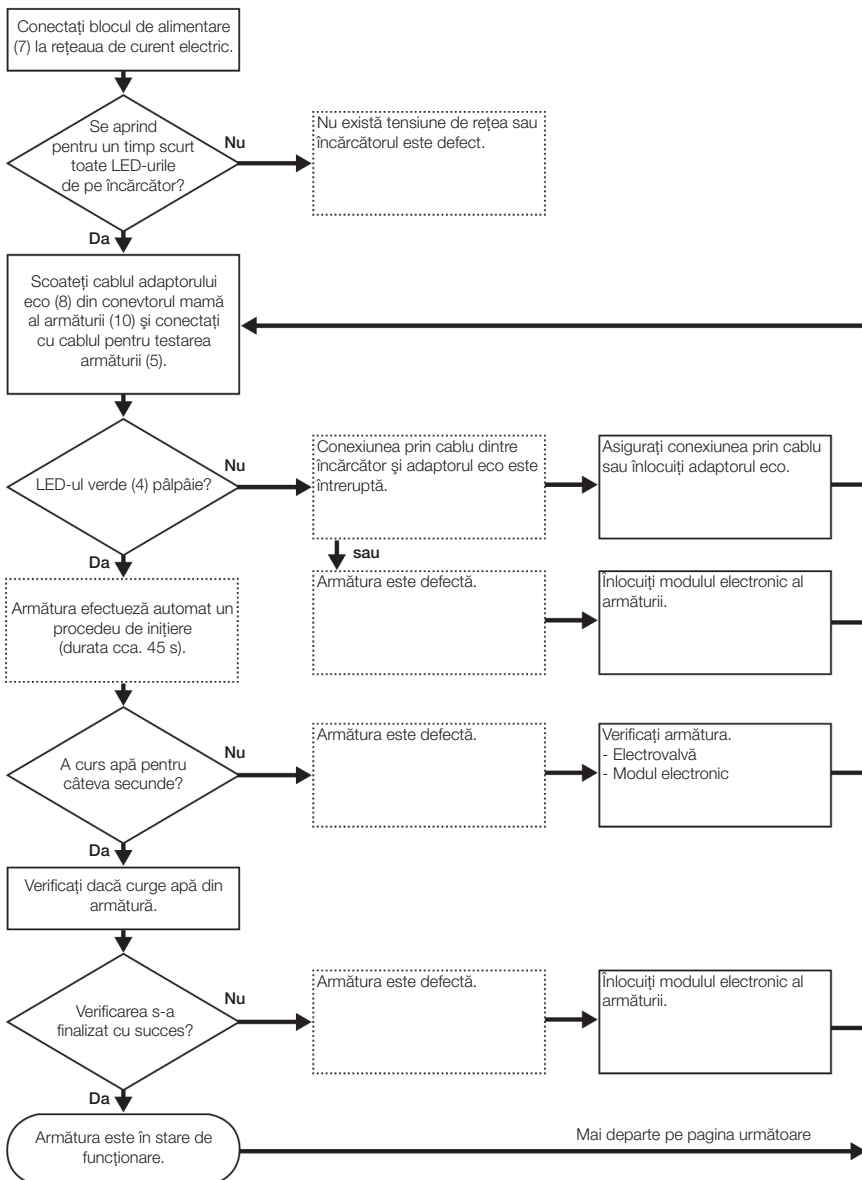 Conectați blocul de alimentare
(7) la rețeaua de curent electric.
Se aprind
pentru un timp scurt
toate LED-urile
de pe încărcător?
Nu
Nu există tensiune de rețea sau
încărcătorul este defect.
Da
Scoateți cablul adaptorului
eco (8) din conevtorul mamă
al armăturii (10) şi conectați
cu cablul pentru testarea
armăturii (5).
LED-ul verde (4) pâlpâie?
Nu
Conexiunea prin cablu dintre
încărcător şi adaptorul eco este
întreruptă.
Asigurați conexiunea prin cablu
sau înlocuiți adaptorul eco.
Da
sau
Armătura efectueză automat un
procedeu de inițiere
(durata cca. 45 s).
Armătura este defectă.
Înlocuiți modulul electronic al
armăturii.
A curs apă pentru
câteva secunde?
Nu
Armătura este defectă.
Verificați armătura.
- Electrovalvă
- Modul electronic
Da
Verificați dacă curge apă din
armătură.
Verificarea s-a
finalizat cu succes?
Nu
Armătura este defectă.
Înlocuiți modulul electronic al
armăturii.
Da
Armătura este în stare de
funcționare.
Mai departe pe pagina următoare